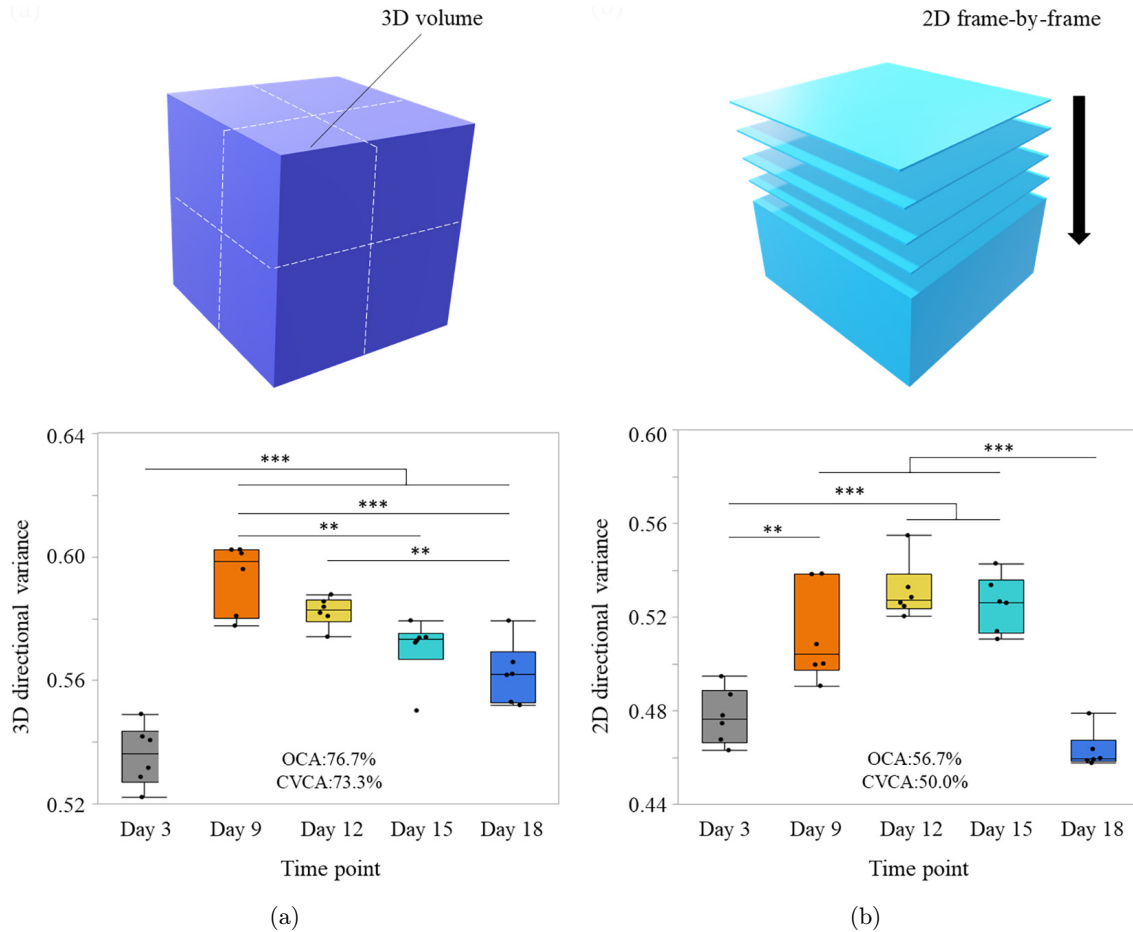 3D volume
2D frame-by-frame
0.64
0.60
0.56
0.52
3D directional variance
***
***
**
**
OCA:76.7%
CVCA:73.3%
Day 3 Day 9 Day 12 Day 15 Day 18
Time point
(a)
0.60
0.56
0.52
0.48
0.44
2D directional variance
***
***
**
OCA:56.7%
CVCA:50.0%
Day 3 Day 9 Day 12 Day 15 Day 18
Time point
(b)